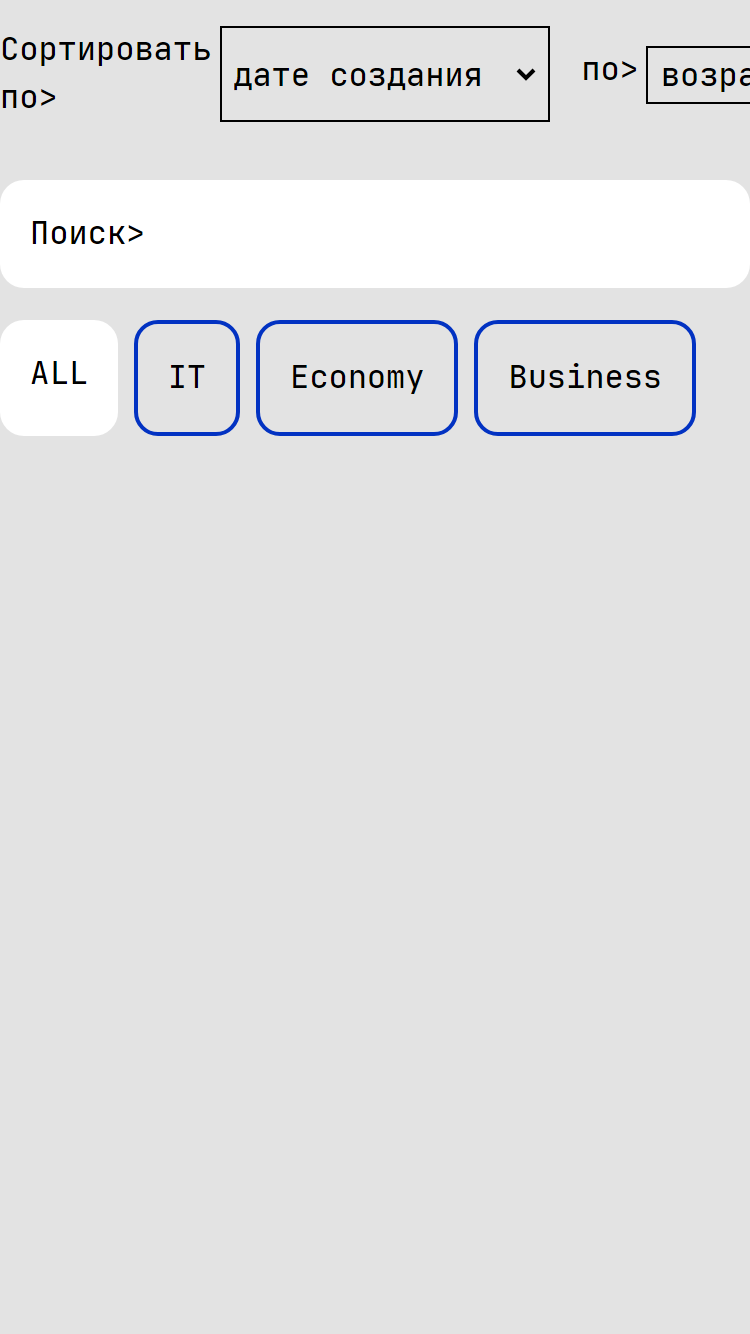 Сортировать
по>
дате создания
по>
Поиск>
ALL
IT
Economy
Business